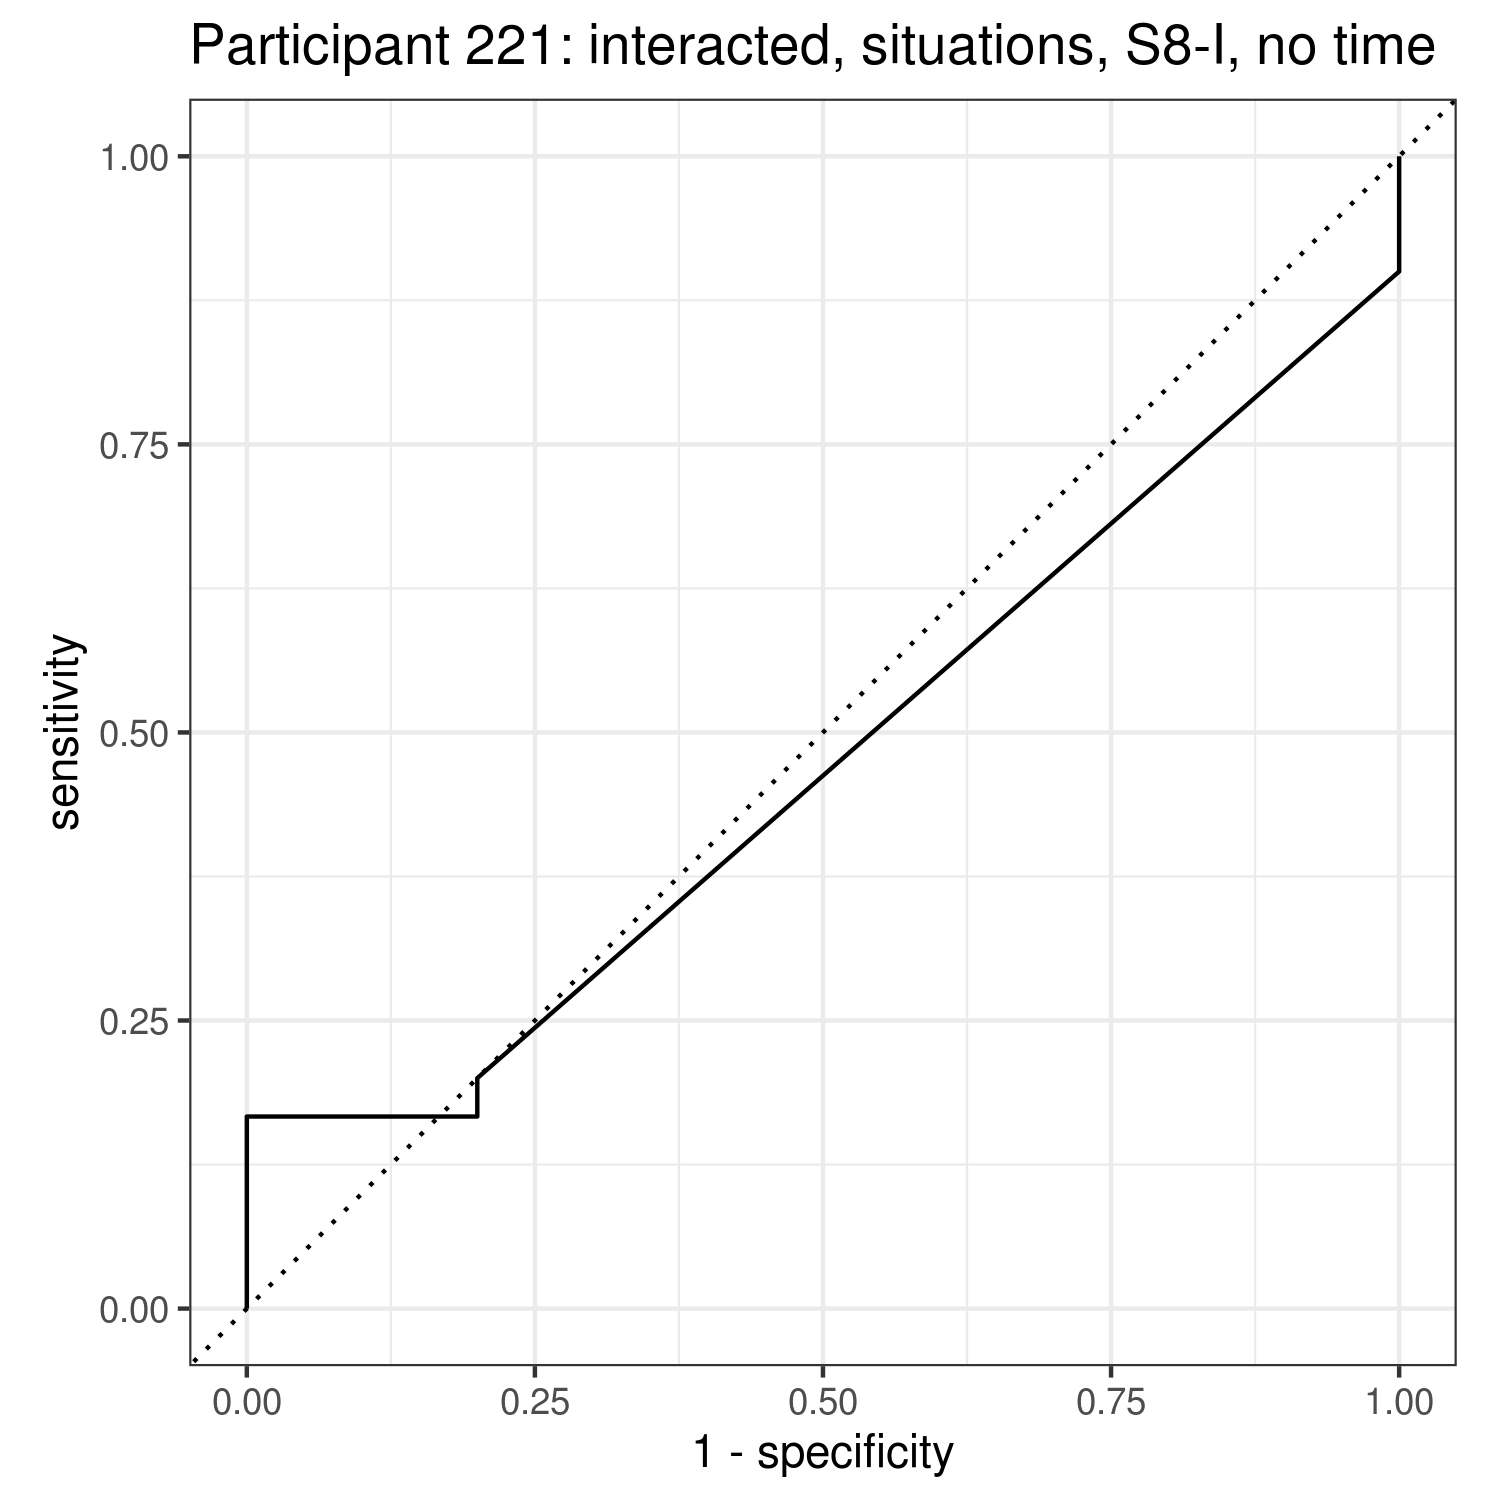 Participant 221: interacted, situations, S8-I, no time
1.00
0.75
0.50
0.25
0.00
sensitivity
0.00 0.25 0.50 0.75 1.00
1 - specificity